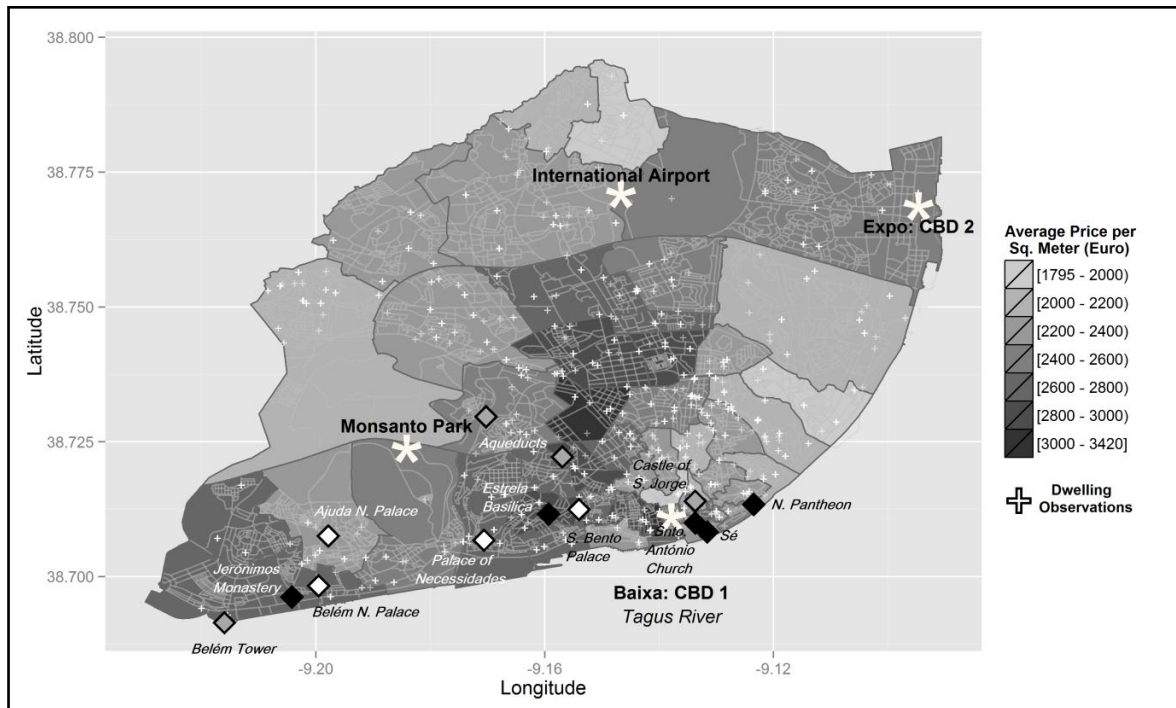 38.800
38.775
38.750
38.725
38.700
Latitude
-9.20
-9.16
-9.12
Longitude
International Airport
Expo: CBD 2
Monsanto Park
Aqueducts
Castle of
S. Jorge
Estrela
Basilica
N. Pantheon
Ajuda N. Palace
S. Bento
Palace
Snto.
António
Church
Sé
Jerónimos
Monastery
Palace of
Necessidades
Belém N. Palace
Baixa: CBD 1
Tagus River
Belém Tower
Average Price per
Sq. Meter (Euro)
[1795 - 2000)
[2000 - 2200)
[2200 - 2400)
[2400 - 2600)
[2600 - 2800)
[2800 - 3000)
[3000 - 3420]
Dwelling
Observations